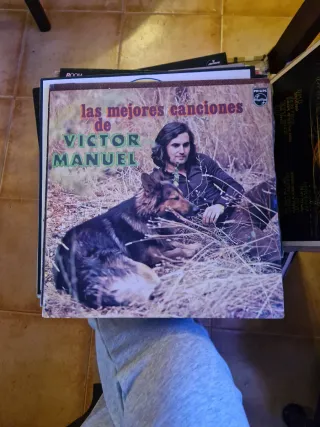 las mejores canciones
de
VICTOR
MANUEL
PHILIPS